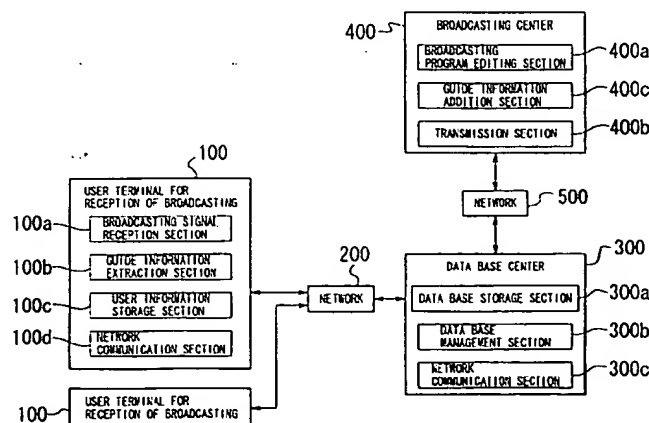 400
BROADCASTING CENTER
BROADCASTING
PROGRAM EDITING SECTION
400a
GUIDE INFORMATION
ADDITION SECTION
400c
TRANSMISSION SECTION
400b
NETWORK
500
100
USER TERMINAL FOR
RECEPTION OF BROADCASTING
100a
BROADCASTING SIGNAL
RECEPTION SECTION
100b
GUIDE INFORMATION
EXTRACTION SECTION
100c
USER INFORMATION
STORAGE SECTION
100d
NETWORK
COMMUNICATION SECTION
200
NETWORK
DATA BASE CENTER
300
DATA BASE STORAGE SECTION
300a
DATA BASE
MANAGEMENT SECTION
300b
NETWORK
COMMUNICATION SECTION
300c
100
USER TERMINAL FOR
RECEPTION OF BROADCASTING